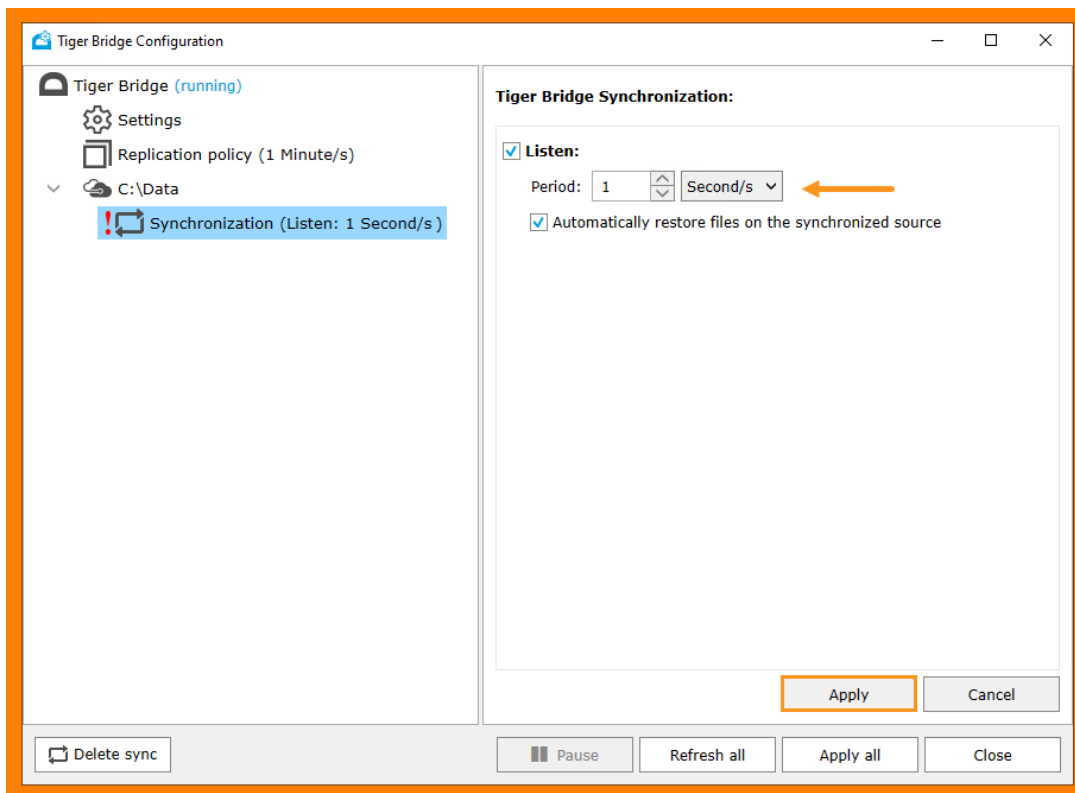 Tiger Bridge Configuration
Tiger Bridge (running)
Settings
Replication policy (1 Minute/s)
C:\Data
! Synchronization (Listen: 1 Second/s )
Tiger Bridge Synchronization:
Listen:
Period: 1 Second/s
Automatically restore files on the synchronized source
Apply Cancel
Delete sync Pause Refresh all Apply all Close